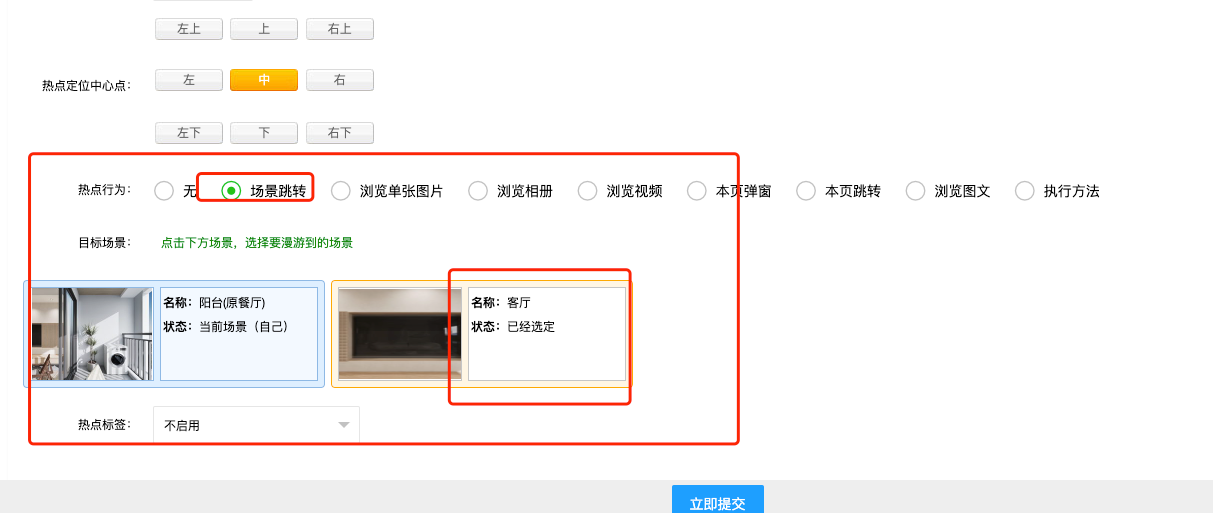 左上 上 右上
热点定位中心点： 左 中 右
左下 下 右下
热点行为： 无 场景跳转 浏览单张图片 浏览相册 浏览视频 本页弹窗 本页跳转 浏览图文 执行方法
目标场景： 点击下方场景，选择要漫游到的场景
名称：阳台(原餐厅)
状态：当前场景（自己）
名称：客厅
状态：已经选定
热点标签： 不启用
立即提交